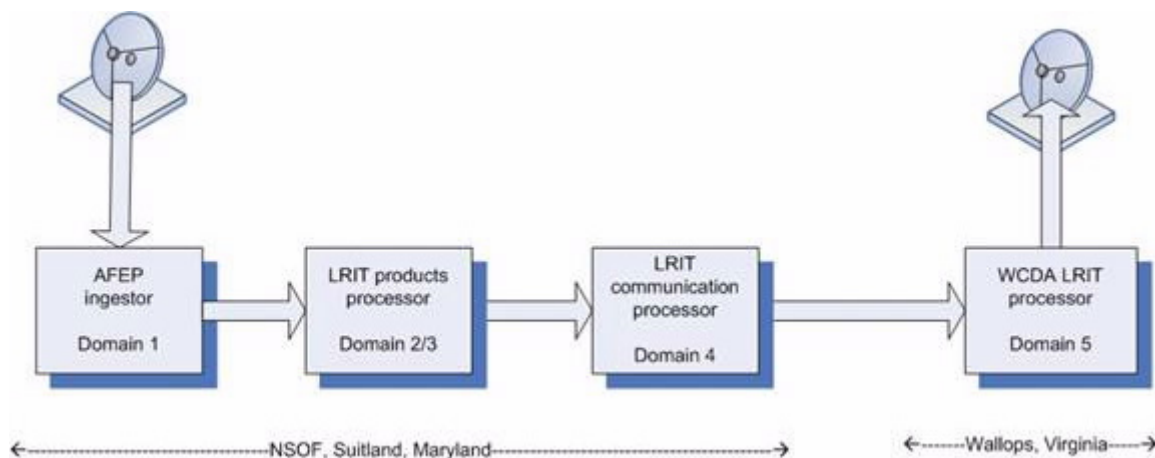 AFEP
ingestor
Domain 1
LRIT products
processor
Domain 2/3
LRIT
communication
processor
Domain 4
WCDA LRIT
processor
Domain 5
←-------------------------NSOF, Suitland, Maryland---------------------------------→
←------Wallops, Virginia-----→